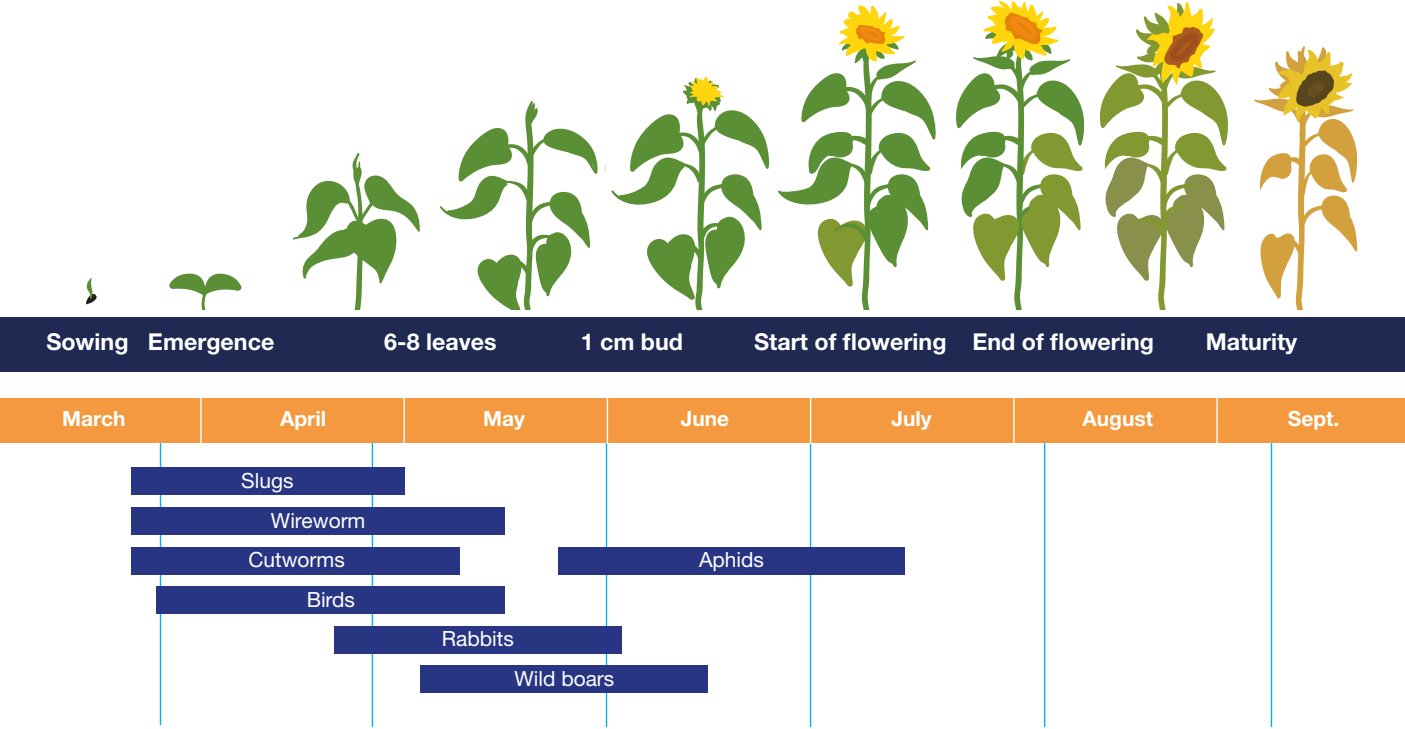 Sowing Emergence 6-8 leaves 1 cm bud Start of flowering End of flowering Maturity
March April May June July August Sept.
Slugs
Wireworm
Cutworms Aphids
Birds
Rabbits
Wild boars